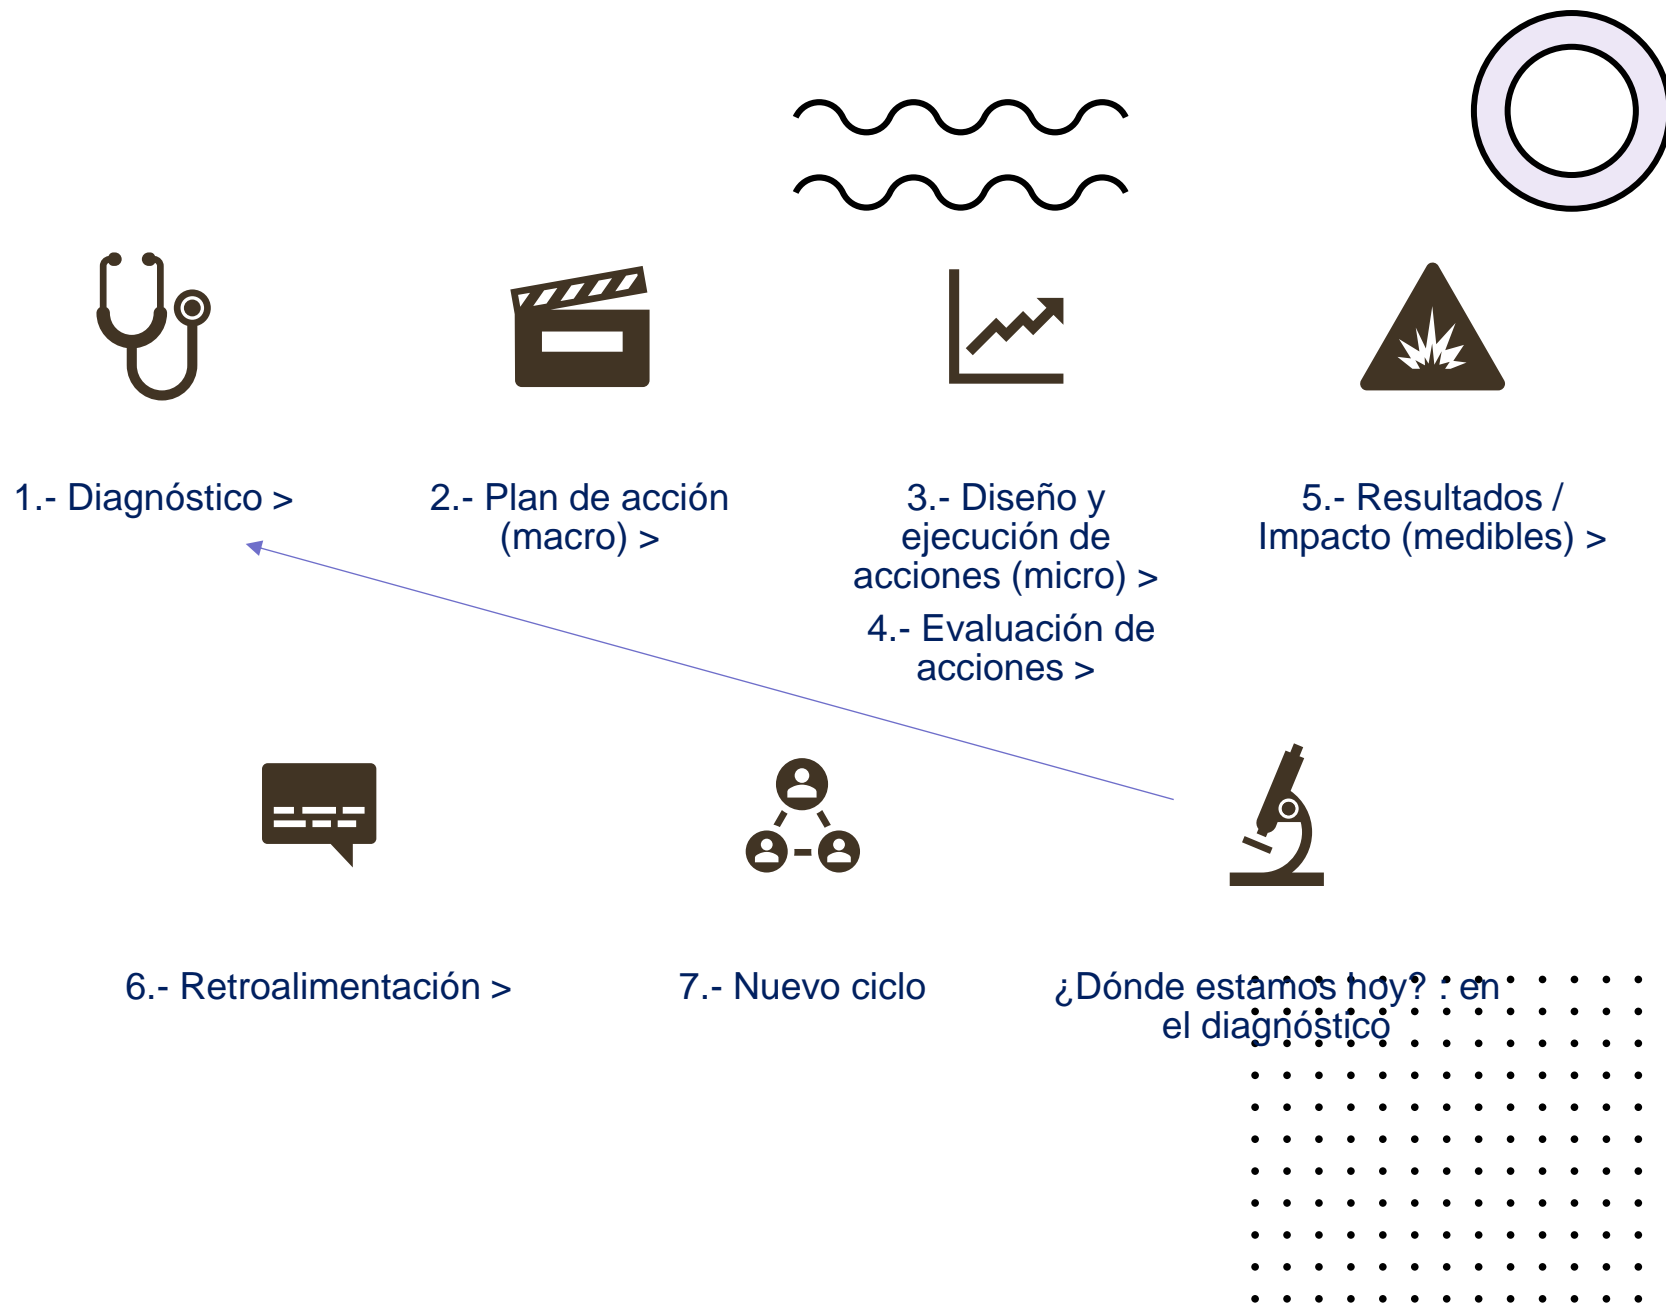 1.- Diagnóstico >
2.- Plan de acción
(macro) >
3.- Diseño y
ejecución de
acciones (micro) >
4.- Evaluación de
acciones >
5.- Resultados /
Impacto (medibles) >
6.- Retroalimentación >
7.- Nuevo ciclo
¿Dónde estamos hoy? : en
el diagnóstico